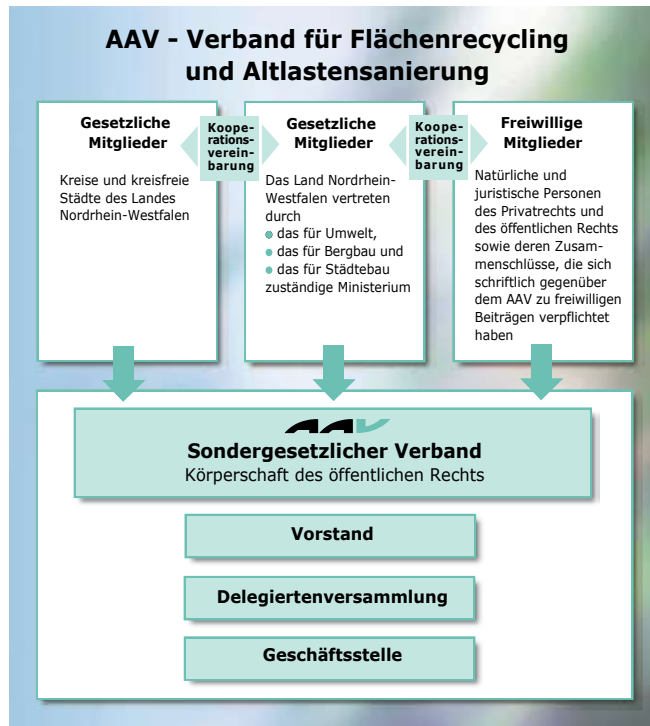 AAV - Verband für Flächenrecycling
und Altlastensanierung
Gesetzliche
Mitglieder
Kreise und kreisfreie
Städte des Landes
Nordrhein-Westfalen
Koope-
rations-
verein-
barung
Gesetzliche
Mitglieder
Das Land Nordrhein-
Westfalen vertreten
durch
das für Umwelt,
das für Bergbau und
das für Städtebau
zuständige Ministerium
Koope-
rations-
verein-
barung
Freiwillige
Mitglieder
Natürliche und
juristische Personen
des Privatrechts und
des öffentlichen Rechts
sowie deren Zusam-
menschlüsse, die sich
schriftlich gegenüber
dem AAV zu freiwilligen
Beiträgen verpflichtet
haben
AAV
Sondergesetzlicher Verband
Körperschaft des öffentlichen Rechts
Vorstand
Delegiertenversammlung
Geschäftsstelle